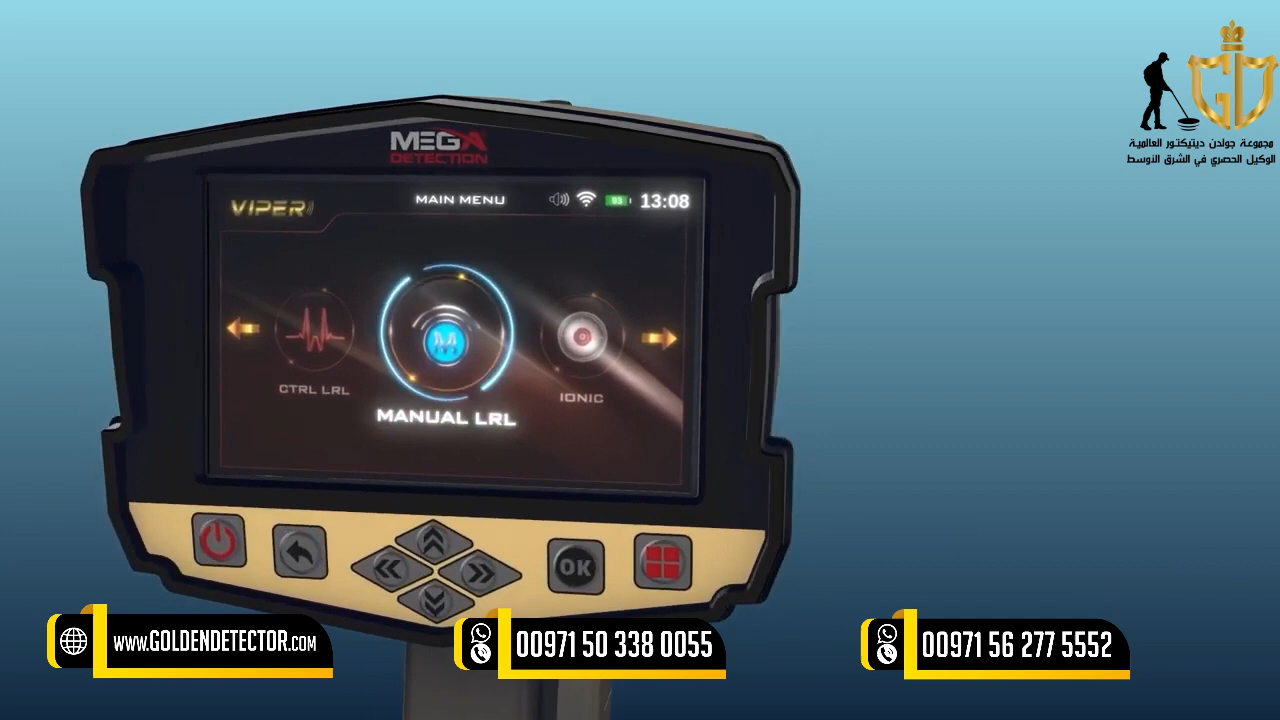 MEGA
DETECTION
VIPER
MAIN MENU
93
13:08
CTRL LRL
M
MANUAL LRL
IONIC
OK
GD
مجموعة جولدن ديتيكتور العالمية
الوكيل الحصري في الشرق الأوسط
www.GOLDENDETECTOR.com
00971 50 338 0055
00971 56 277 5552